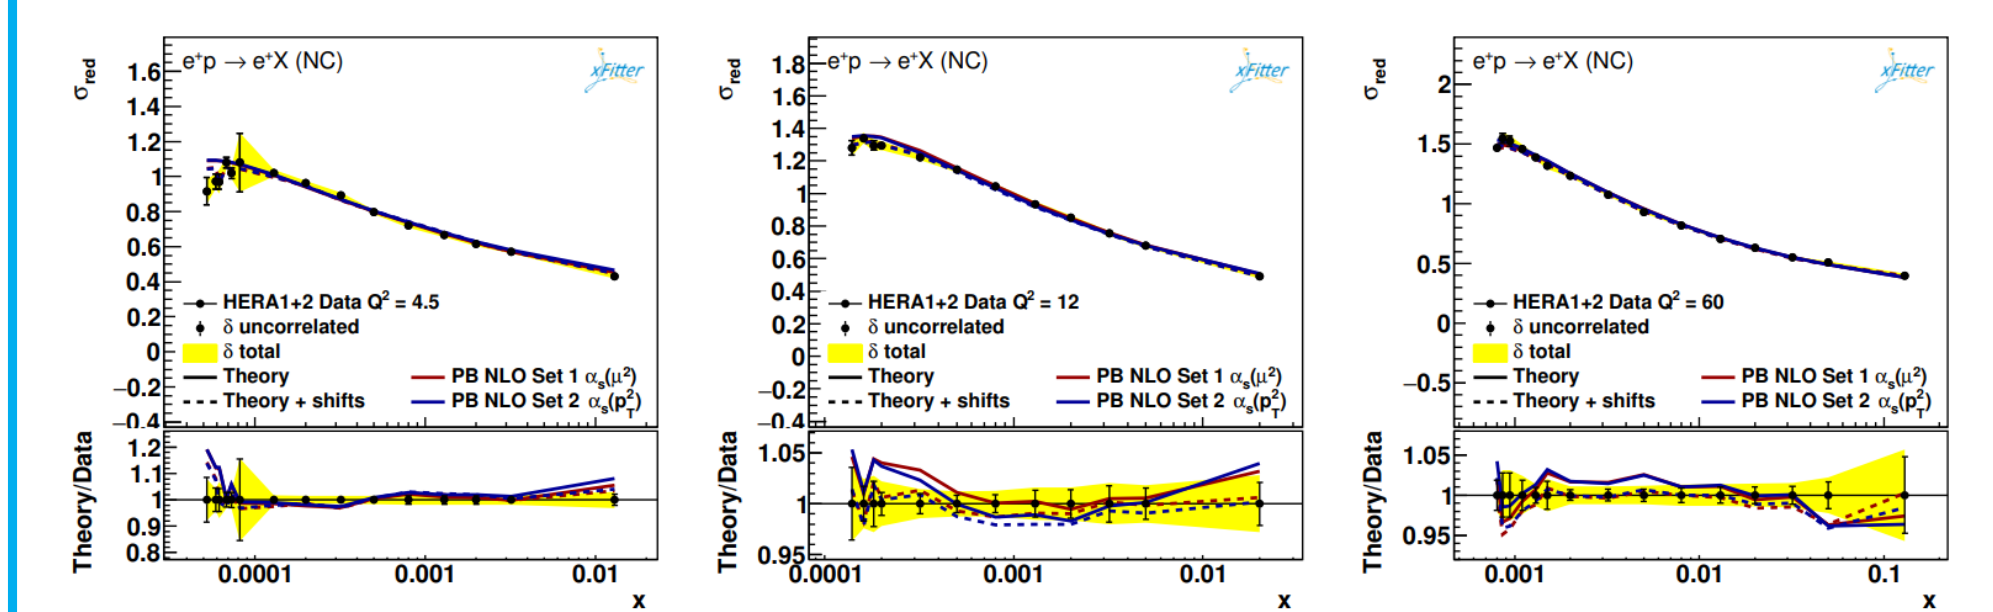 e⁺p → e⁺X (NC)
xFitter
σred
1.6
1.4
1.2
1
0.8
0.6
0.4
0.2
0
−0.2
−0.4
HERA1+2 Data Q² = 4.5
δ uncorrelated
δ total
Theory
Theory + shifts
PB NLO Set 1 αs(μ²)
PB NLO Set 2 αs(p²T)
Theory/Data
1.2
1.1
1
0.9
0.8
0.0001 0.001 0.01
x
e⁺p → e⁺X (NC)
xFitter
σred
1.8
1.6
1.4
1.2
1
0.8
0.6
0.4
0.2
0
−0.2
−0.4
HERA1+2 Data Q² = 12
δ uncorrelated
δ total
Theory
Theory + shifts
PB NLO Set 1 αs(μ²)
PB NLO Set 2 αs(p²T)
Theory/Data
1.05
1
0.95
0.0001 0.001 0.01
x
e⁺p → e⁺X (NC)
xFitter
σred
2
1.5
1
0.5
0
−0.5
HERA1+2 Data Q² = 60
δ uncorrelated
δ total
Theory
Theory + shifts
PB NLO Set 1 αs(μ²)
PB NLO Set 2 αs(p²T)
Theory/Data
1.05
1
0.95
0.001 0.01 0.1
x